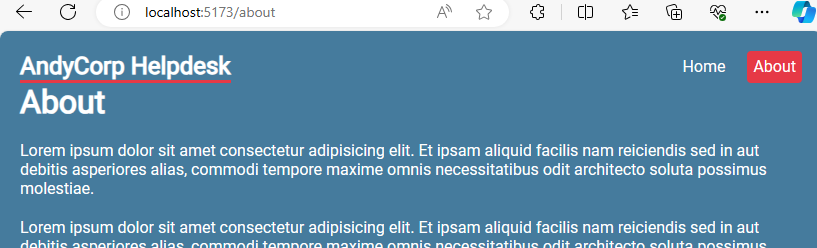 localhost:5173/about
AndyCorp Helpdesk
Home
About
About
Lorem ipsum dolor sit amet consectetur adipisicing elit. Et ipsam aliquid facilis nam reiciendis sed in aut
debitis asperiores alias, commodi tempore maxime omnis necessitatibus odit architecto soluta possimus
molestiae.
Lorem ipsum dolor sit amet consectetur adipisicing elit. Et ipsam aliquid facilis nam reiciendis sed in aut
debitis asperiores alias, commodi tempore maxime omnis necessitatibus odit architecto soluta possimus